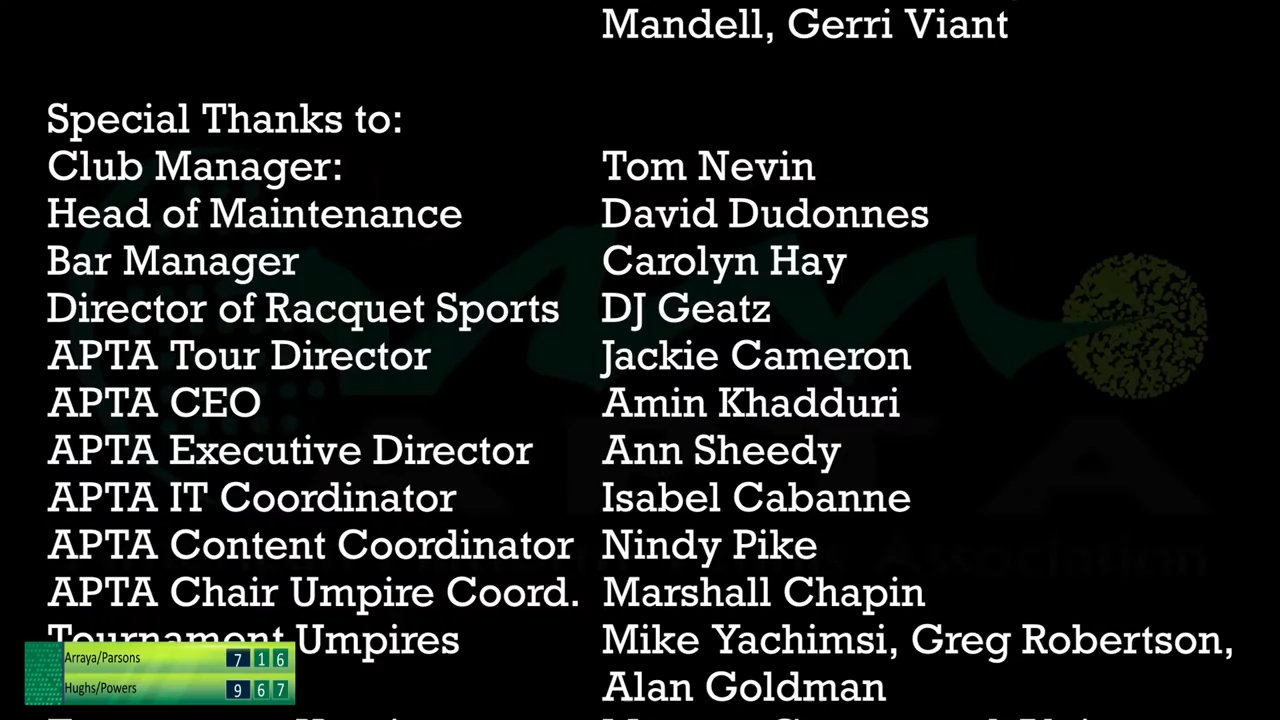 Mandell, Gerri Viant
Special Thanks to:
Club Manager: Tom Nevin
Head of Maintenance David Dudonnes
Bar Manager Carolyn Hay
Director of Racquet Sports DJ Geatz
APTA Tour Director Jackie Cameron
APTA CEO Amin Khadduri
APTA Executive Director Ann Sheedy
APTA IT Coordinator Isabel Cabanne
APTA Content Coordinator Nindy Pike
APTA Chair Umpire Coord. Marshall Chapin
Tournament Umpires Mike Yachimsi, Greg Robertson,
Alan Goldman
Arraya/Parsons 7 1 6
Hughs/Powers 9 6 7
APTA
Association